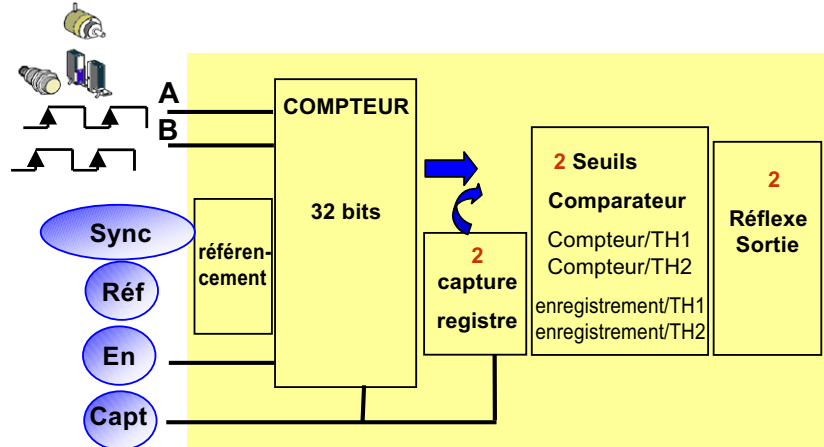 A
B
COMPTEUR
32 bits
Sync
Réf
En
Capt
référen-
cement
2
capture
registre
2 Seuils
Comparateur
Compteur/TH1
Compteur/TH2
enregistrement/TH1
enregistrement/TH2
2
Réflexe
Sortie